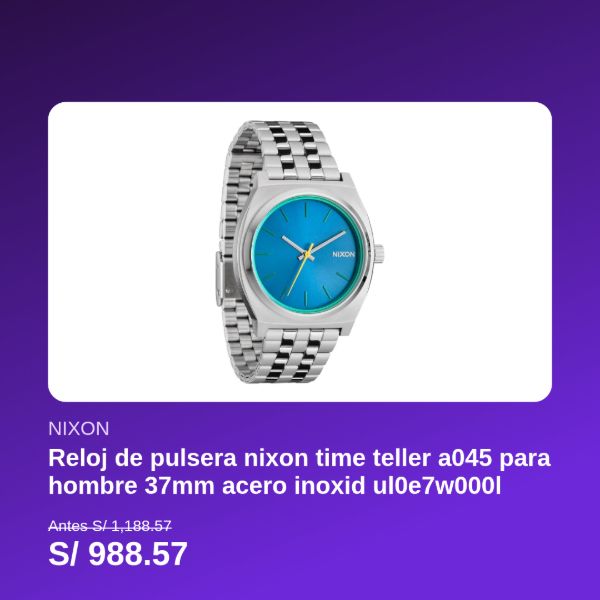 NIXON
NIXON
Reloj de pulsera nixon time teller a045 para
hombre 37mm acero inoxid ul0e7w000l
Antes S/ 1,188.57
S/ 988.57